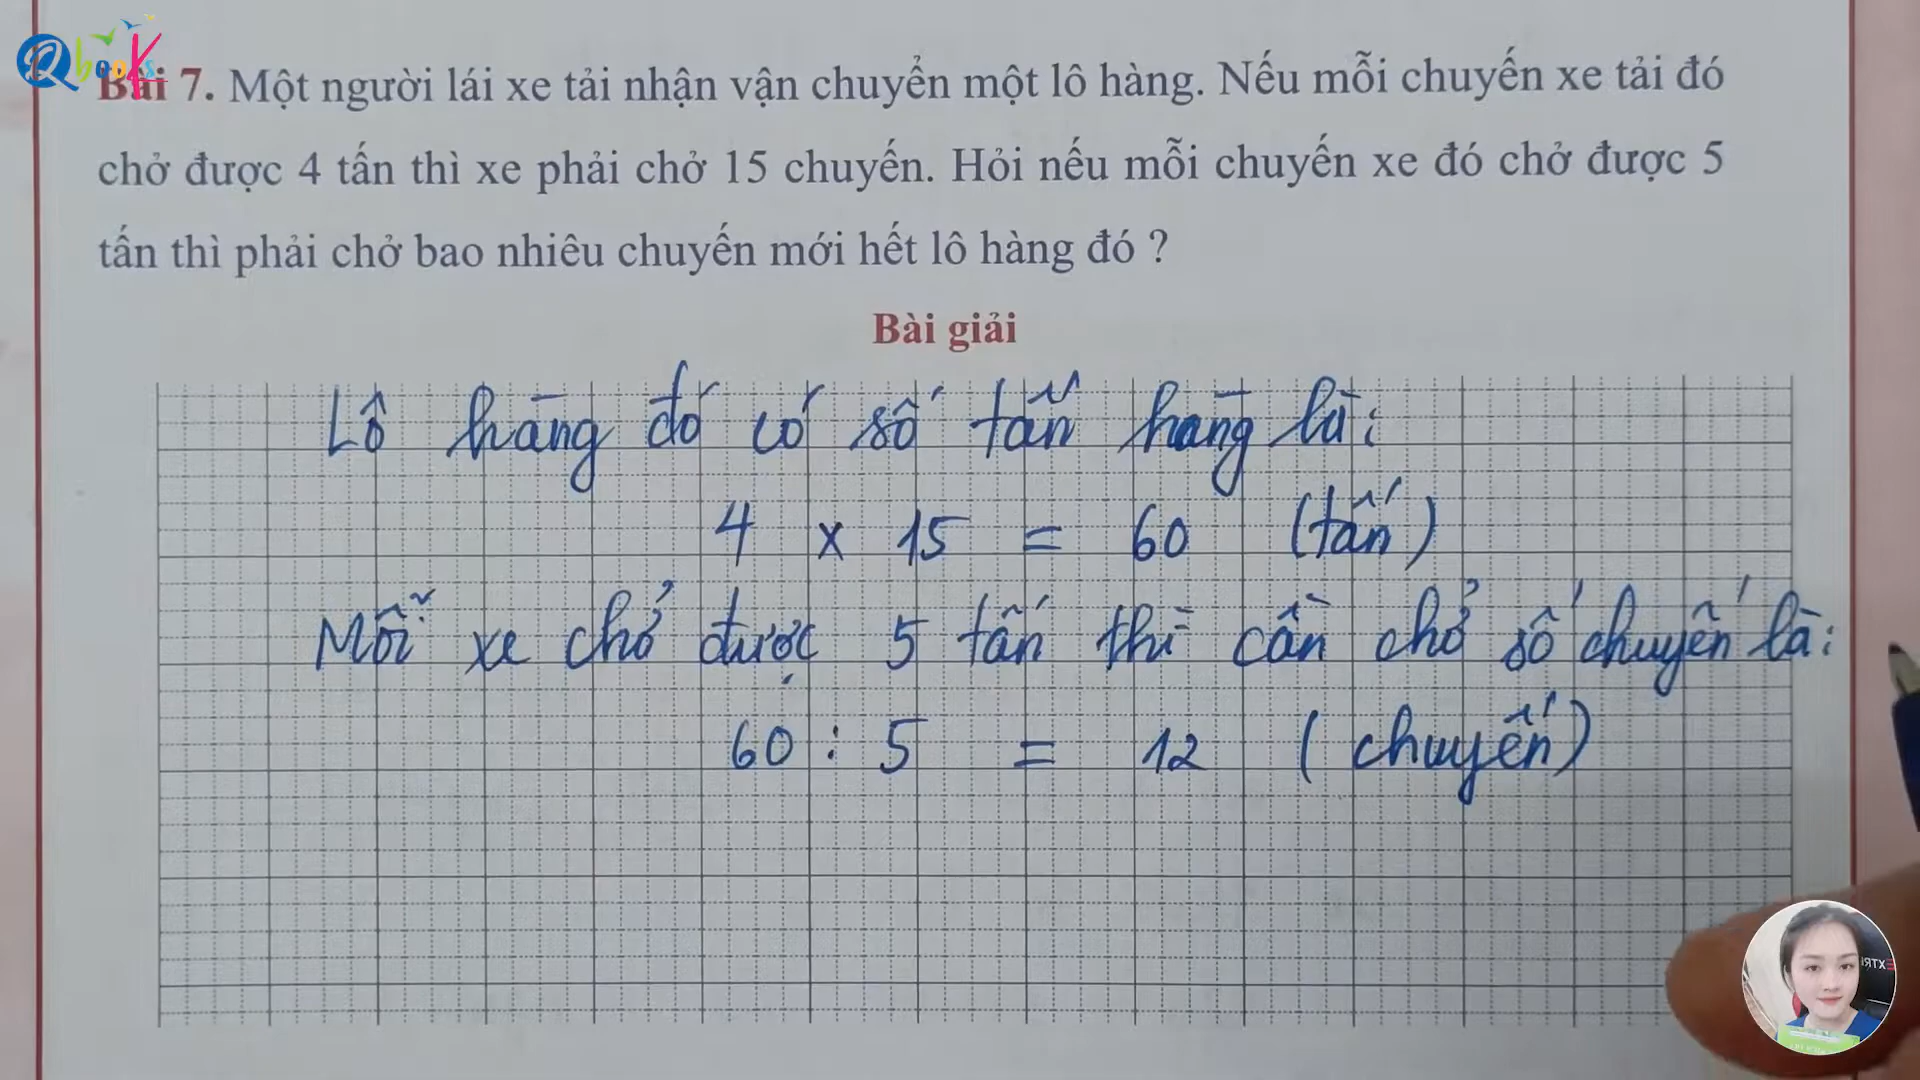 Qbooks
Bài 7. Một người lái xe tải nhận vận chuyển một lô hàng. Nếu mỗi chuyến xe tải đó
chở được 4 tấn thì xe phải chở 15 chuyến. Hỏi nếu mỗi chuyến xe đó chở được 5
tấn thì phải chở bao nhiêu chuyến mới hết lô hàng đó ?
Bài giải
Lô hàng đó có số tấn hàng là:
4 x 15 = 60 (tấn)
Mỗi xe chở được 5 tấn thì cần chở số chuyến là:
60 : 5 = 12 (chuyến)